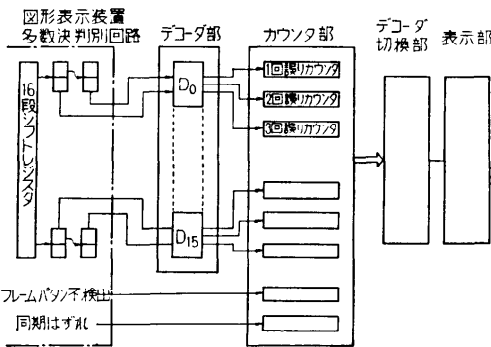 図形表示装置
多数決判別回路
デコーダ部
カウンタ部
デコーダ
切換部
表示部
16段シフトレジスタ
D0
1回誤りカウンタ
2回誤りカウンタ
3回誤りカウンタ
D15
フレームパタン不検出
同期はずれ